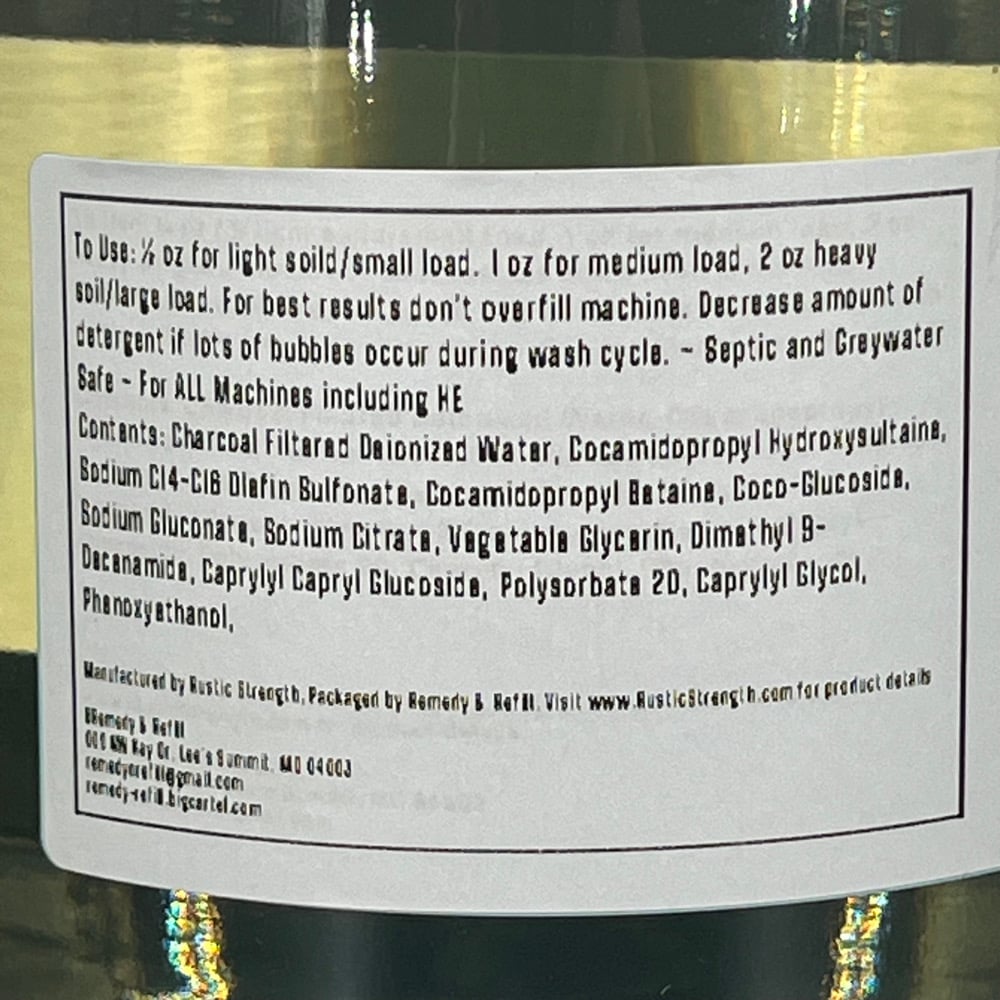 To Use: ½ oz for light soild/small load. 1 oz for medium load, 2 oz heavy
soil/large load. For best results don't overfill machine. Decrease amount of
detergent if lots of bubbles occur during wash cycle. ~ Septic and Greywater
Safe ~ For ALL Machines including HE
Contents: Charcoal Filtered Deionized Water, Cocamidopropyl Hydroxysultaine,
Sodium C14-C16 Olefin Sulfonate, Cocamidopropyl Betaine, Coco-Glucoside,
Sodium Gluconate, Sodium Citrate, Vegetable Glycerin, Dimethyl 9-
Decenamide, Caprylyl Capryl Glucoside, Polysorbate 20, Caprylyl Glycol,
Phenoxyethanol,
Manufactured by Rustic Strength, Packaged by Remedy & Refill. Visit www.RusticStrength.com for product details
Remedy & Refill
Lee's Summit, MO
@gmail.com
remedy-refill.bigcartel.com